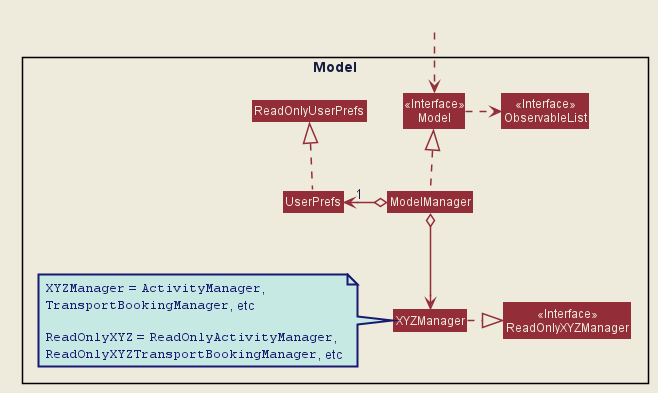 Model
ReadOnlyUserPrefs
«Interface»
Model
«Interface»
ObservableList
UserPrefs
1
ModelManager
XYZManager = ActivityManager,
TransportBookingManager, etc
ReadOnlyXYZ = ReadOnlyActivityManager,
ReadOnlyXYZTransportBookingManager, etc
XYZManager
«Interface»
ReadOnlyXYZManager